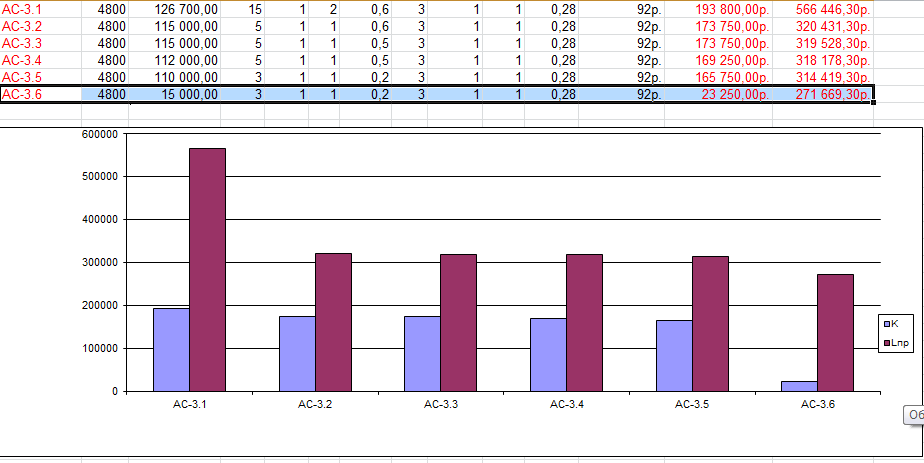 АС-3.1 4800 126 700,00 15 1 2 0,6 3 1 1 0,28 92р. 193 800,00р. 566 446,30р.
АС-3.2 4800 115 000,00 5 1 1 0,6 3 1 1 0,28 92р. 173 750,00р. 320 431,30р.
АС-3.3 4800 115 000,00 5 1 1 0,5 3 1 1 0,28 92р. 173 750,00р. 319 528,30р.
АС-3.4 4800 112 000,00 5 1 1 0,5 3 1 1 0,28 92р. 169 250,00р. 318 178,30р.
АС-3.5 4800 110 000,00 3 1 1 0,2 3 1 1 0,28 92р. 165 750,00р. 314 419,30р.
АС-3.6 4800 15 000,00 3 1 1 0,2 3 1 1 0,28 92р. 23 250,00р. 271 669,30р.
600000
500000
400000
300000
200000
100000
0
К
Lпр
АС-3.1 АС-3.2 АС-3.3 АС-3.4 АС-3.5 АС-3.6